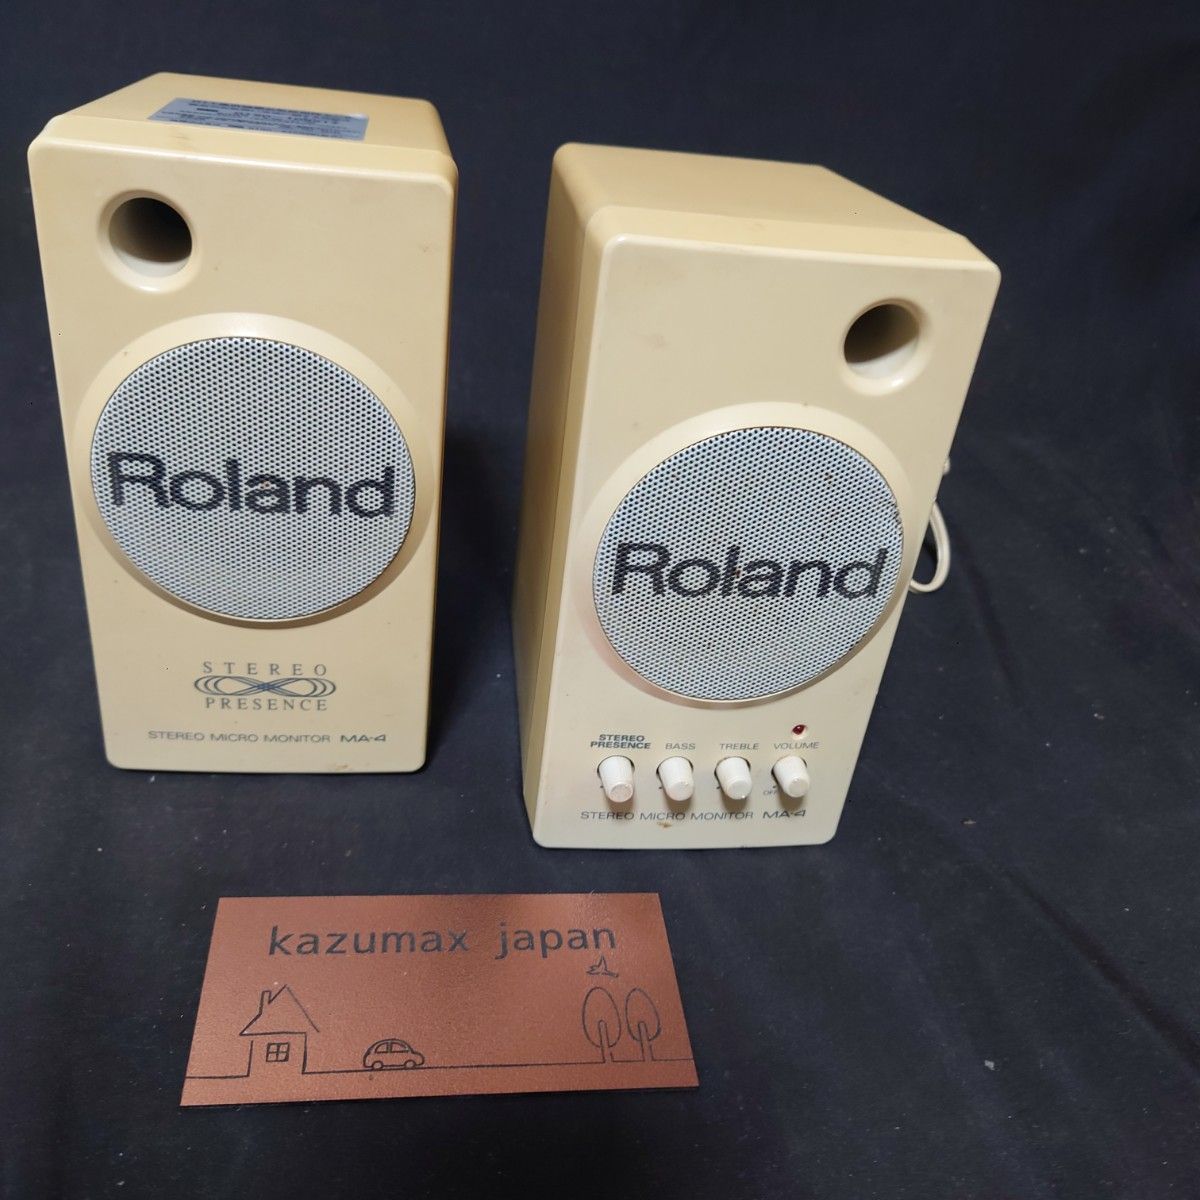 Roland
STEREO
PRESENCE
STEREO MICRO MONITOR MA-4
Roland
STEREO
PRESENCE BASS TREBLE VOLUME
OFF
STEREO MICRO MONITOR MA-4
kazumax japan